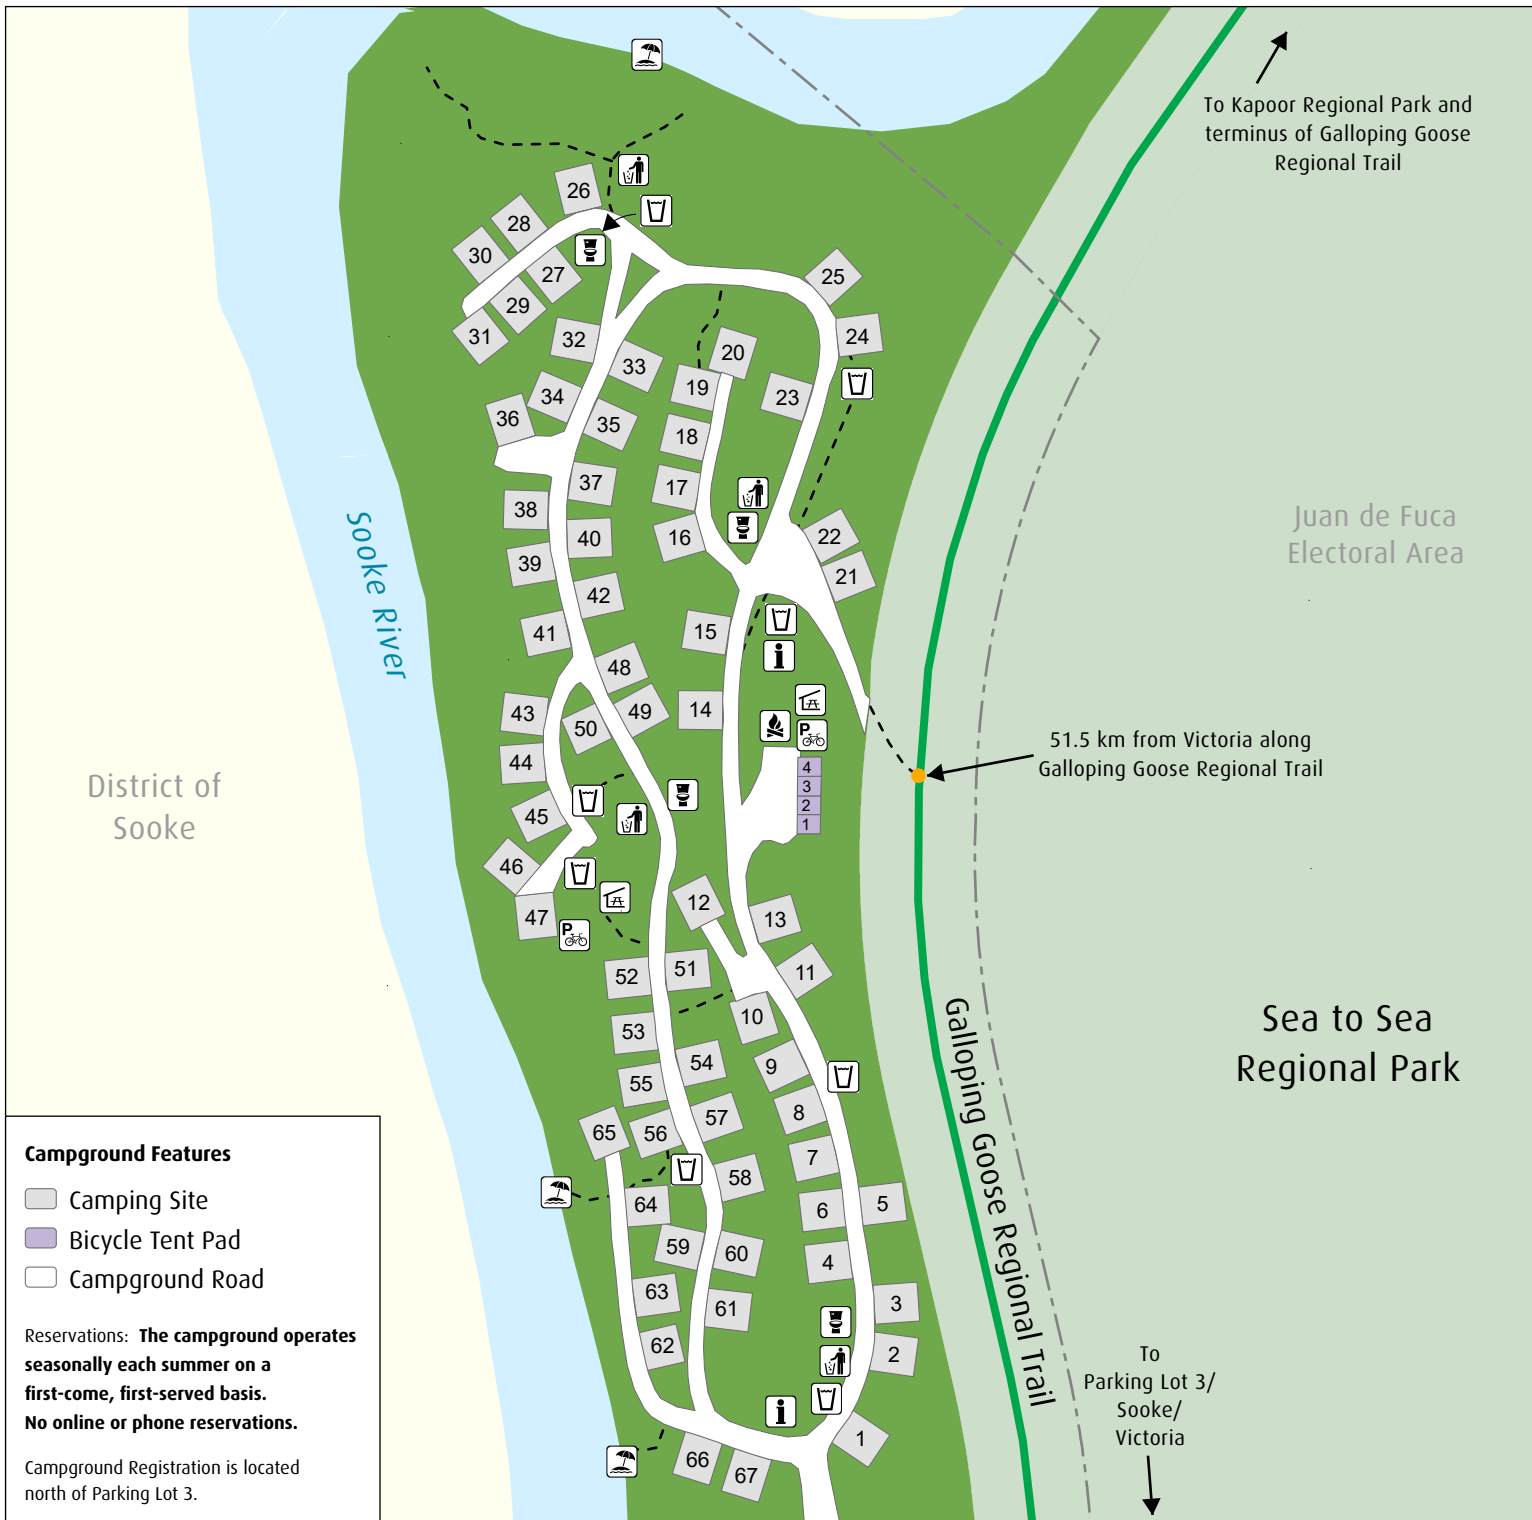 To Kapoor Regional Park and
terminus of Galloping Goose
Regional Trail
26
28
30
27
29
31
25
24
32
33
20
19
23
34
36
35
18
37
17
38
40
16
22
39
21
42
41
15
48
43
49
14
50
44
45
46
47
12
13
4
3
2
1
P
P
i
51.5 km from Victoria along
Galloping Goose Regional Trail
Juan de Fuca
Electoral Area
Sooke River
District of
Sooke
52
51
11
53
10
54
9
55
8
57
65
56
7
58
5
64
6
59
60
4
63
61
3
62
2
i
1
66
67
Sea to Sea
Regional Park
Galloping Goose Regional Trail
To
Parking Lot 3/
Sooke/
Victoria
Campground Features
Camping Site
Bicycle Tent Pad
Campground Road
Reservations: The campground operates
seasonally each summer on a
first-come, first-served basis.
No online or phone reservations.
Campground Registration is located
north of Parking Lot 3.